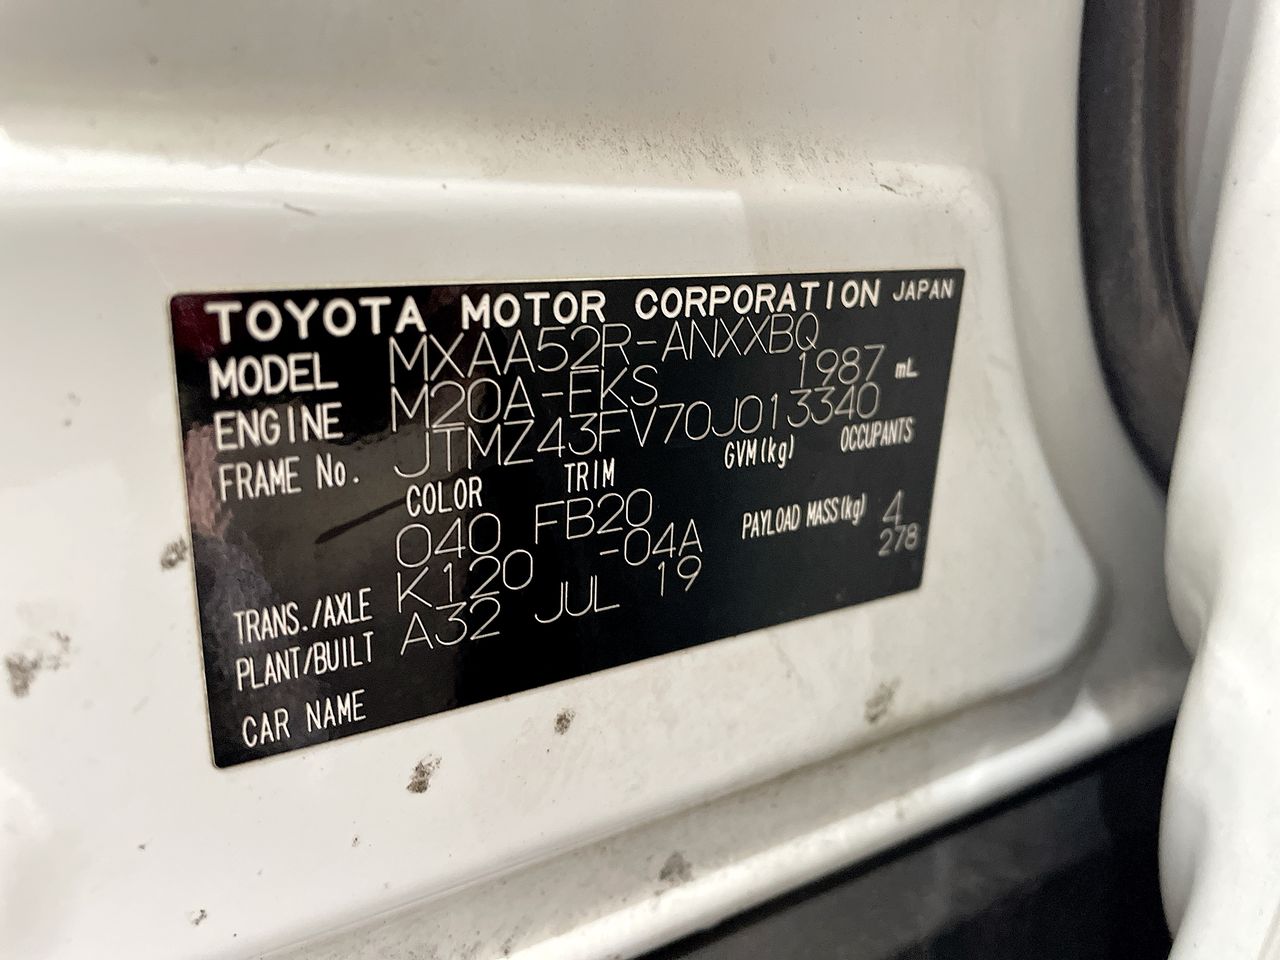 TOYOTA MOTOR CORPORATION JAPAN
MODEL MXAA52R-ANXXBQ
ENGINE M20A-FKS 1987 mL
FRAME No. JTMZ43FV70J013340
COLOR TRIM GVM(kg) OCCUPANTS
040 FB20 PAYLOAD MASS(kg) 4
TRANS./AXLE K120 -04A 278
PLANT/BUILT A32 JUL 19
CAR NAME